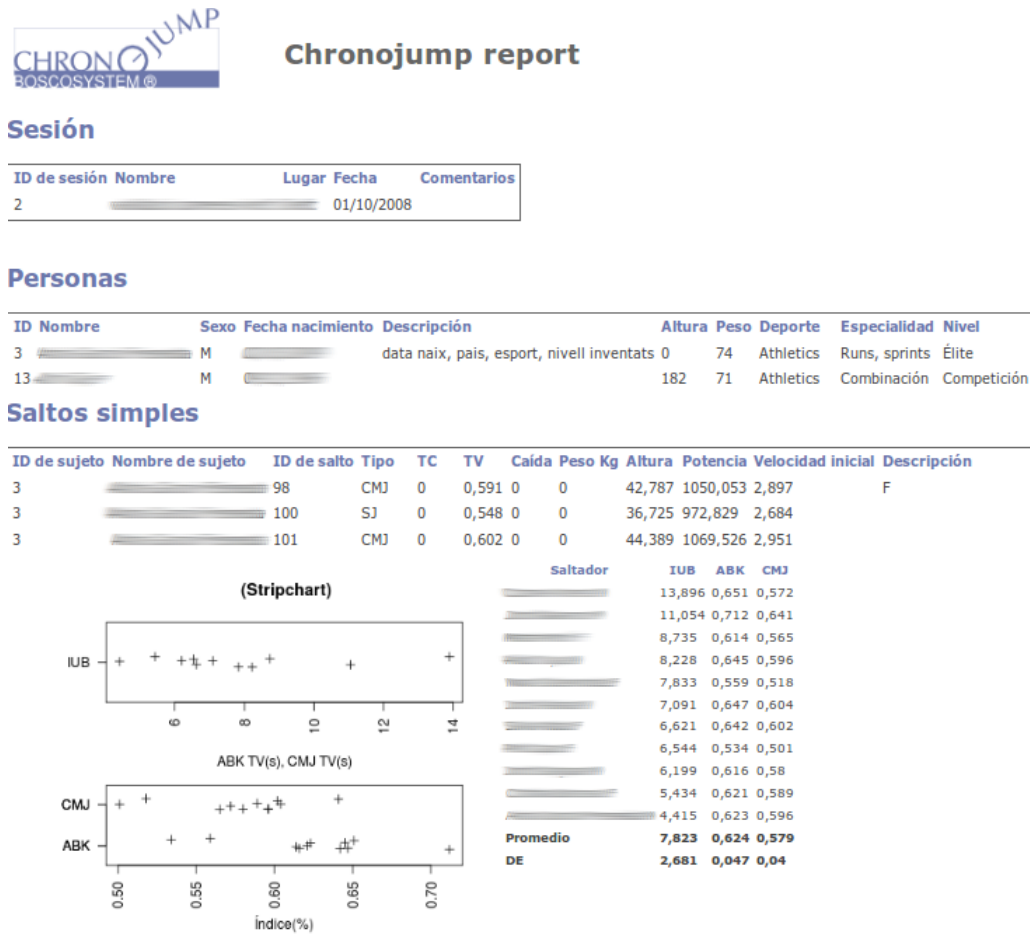 CHRONOJUMP
BOSCOSYSTEM ®
Chronojump report
Sesión
ID de sesión Nombre Lugar Fecha Comentarios
2 01/10/2008
Personas
ID Nombre Sexo Fecha nacimiento Descripción Altura Peso Deporte Especialidad Nivel
3 M data naix, pais, esport, nivell inventats 0 74 Athletics Runs, sprints Élite
13 M 182 71 Athletics Combinación Competición
Saltos simples
ID de sujeto Nombre de sujeto ID de salto Tipo TC TV Caída Peso Kg Altura Potencia Velocidad inicial Descripción
3 98 CMJ 0 0,591 0 0 42,787 1050,053 2,897 F
3 100 SJ 0 0,548 0 0 36,725 972,829 2,684
3 101 CMJ 0 0,602 0 0 44,389 1069,526 2,951
(Stripchart)
IUB
6 8 10 12 14
ABK TV(s), CMJ TV(s)
CMJ
ABK
0.50 0.55 0.60 0.65 0.70
Índice(%)
Saltador IUB ABK CMJ
13,896 0,651 0,572
11,054 0,712 0,641
8,735 0,614 0,565
8,228 0,645 0,596
7,833 0,559 0,518
7,091 0,647 0,604
6,621 0,642 0,602
6,544 0,534 0,501
6,199 0,616 0,58
5,434 0,621 0,589
4,415 0,623 0,596
Promedio 7,823 0,624 0,579
DE 2,681 0,047 0,04